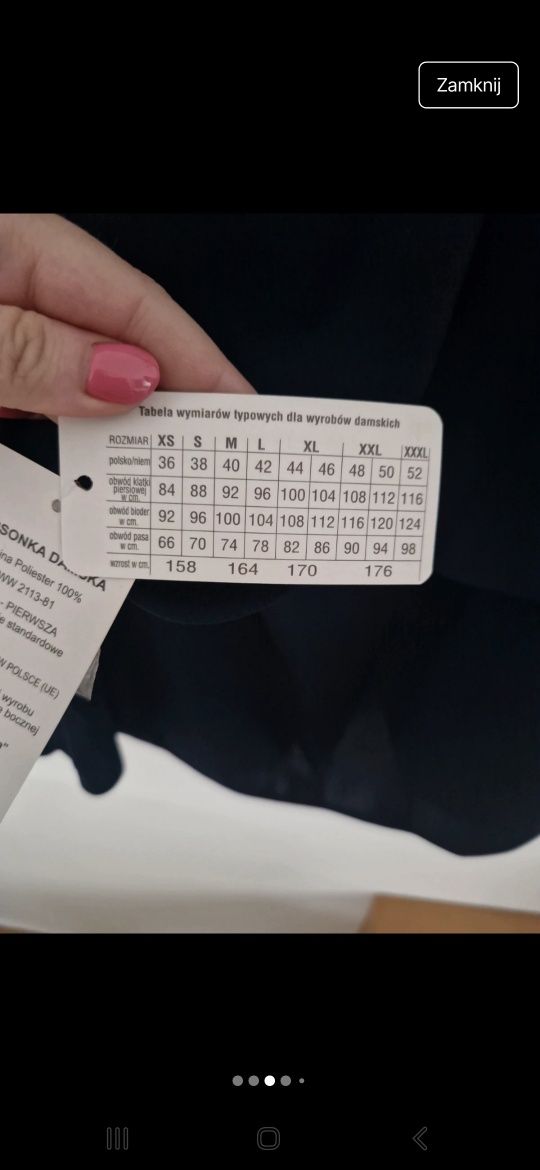 Zamknij
Tabela wymiarów typowych dla wyrobów damskich
ROZMIAR XS S M L XL XXL XXXL
polsko/niem 36 38 40 42 44 46 48 50 52
obwód klatki piersiowej w cm. 84 88 92 96 100 104 108 112 116
obwód bioder w cm. 92 96 100 104 108 112 116 120 124
obwód pasa w cm. 66 70 74 78 82 86 90 94 98
wzrost w cm. 158 164 170 176
SONKA DAMSKA
Poliester 100%
2113-81
- PIERWSZA
standardowe
W POLSCE (UE)
wyrobu
bocznej